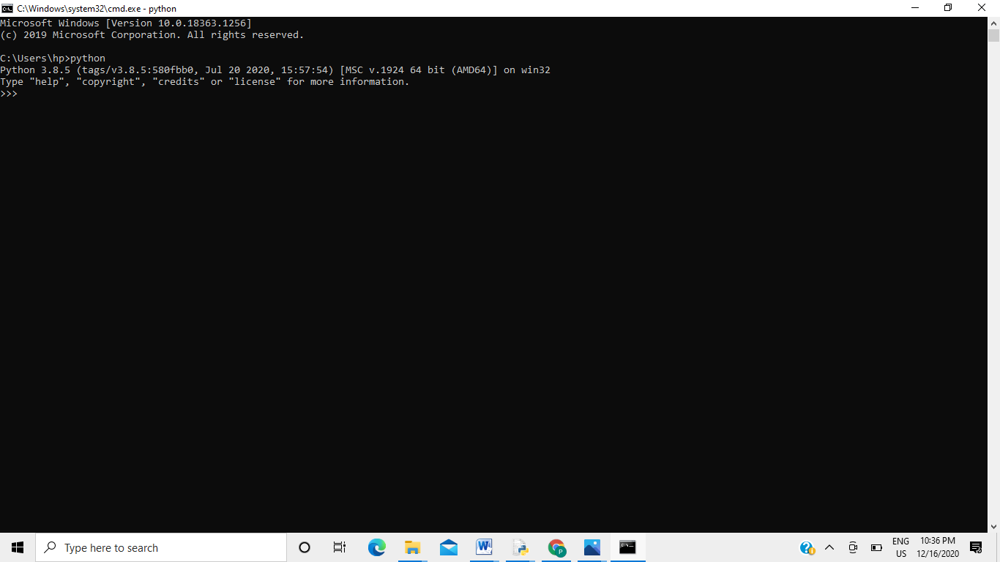 C:\Windows\system32\cmd.exe - python
Microsoft Windows [Version 10.0.18363.1256]
(c) 2019 Microsoft Corporation. All rights reserved.
C:\Users\hp>python
Python 3.8.5 (tags/v3.8.5:580fbb0, Jul 20 2020, 15:57:54) [MSC v.1924 64 bit (AMD64)] on win32
Type "help", "copyright", "credits" or "license" for more information.
>>>
Type here to search
ENG
US
10:36 PM
12/16/2020